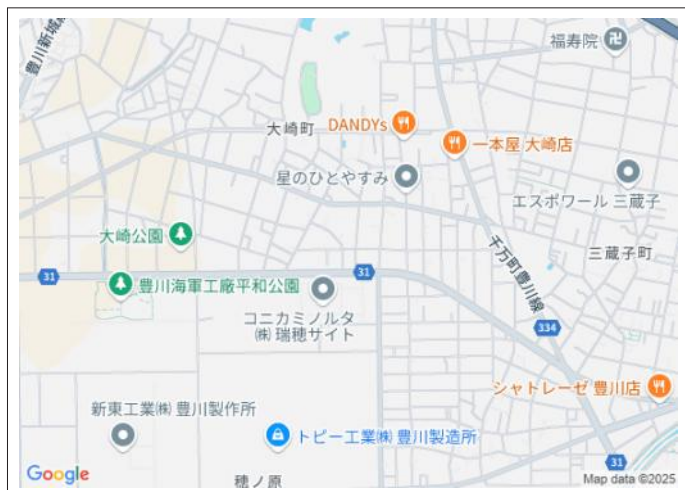 豊川新城線
福寿院
大崎町
DANDYs
一本屋 大崎店
星のひとやすみ
エスポワール 三蔵子
大崎公園
千万町豊川線
三蔵子町
31
豊川海軍工廠平和公園
31
コニカミノルタ
㈱ 瑞穂サイト
334
シャトレーゼ 豊川店
新東工業㈱ 豊川製作所
トピー工業㈱ 豊川製造所
31
穂ノ原
Google
Map data ©2025